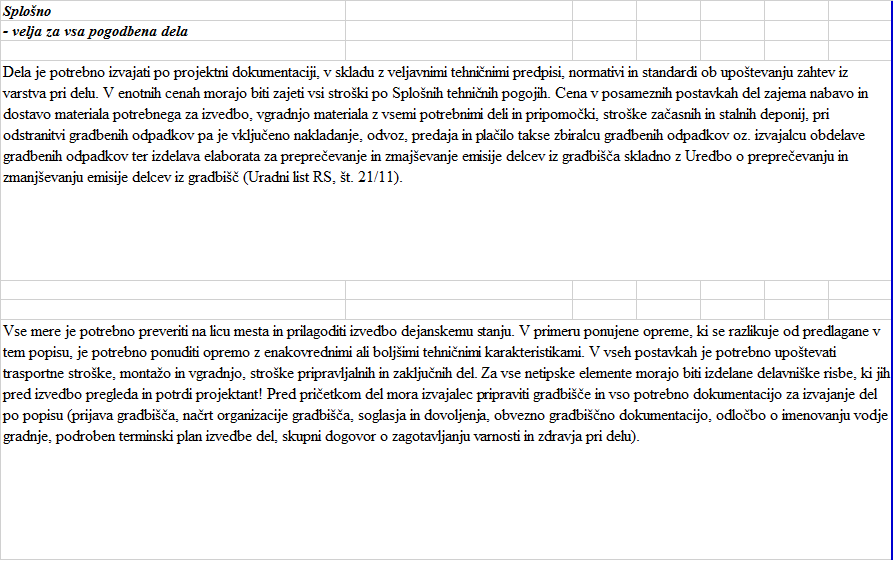 Splošno
- velja za vsa pogodbena dela
Dela je potrebno izvajati po projektni dokumentaciji, v skladu z veljavnimi tehničnimi predpisi, normativi in standardi ob upoštevanju zahtev iz
varstva pri delu. V enotnih cenah morajo biti zajeti vsi stroški po Splošnih tehničnih pogojih. Cena v posameznih postavkah del zajema nabavo in
dostavo materiala potrebnega za izvedbo, vgradnjo materiala z vsemi potrebnimi deli in pripomočki, stroške začasnih in stalnih deponij, pri
odstranitvi gradbenih odpadkov pa je vključeno nakladanje, odvoz, predaja in plačilo takse zbiralcu gradbenih odpadkov oz. izvajalcu obdelave
gradbenih odpadkov ter izdelava elaborata za preprečevanje in zmajševanje emisije delcev iz gradbišča skladno z Uredbo o preprečevanju in
zmanjševanju emisije delcev iz gradbišč (Uradni list RS, št. 21/11).
Vse mere je potrebno preveriti na licu mesta in prilagoditi izvedbo dejanskemu stanju. V primeru ponujene opreme, ki se razlikuje od predlagane v
tem popisu, je potrebno ponuditi opremo z enakovrednimi ali boljšimi tehničnimi karakteristikami. V vseh postavkah je potrebno upoštevati
trasportne stroške, montažo in vgradnjo, stroške pripravljalnih in zaključnih del. Za vse netipske elemente morajo biti izdelane delavniške risbe, ki jih
pred izvedbo pregleda in potrdi projektant! Pred pričetkom del mora izvajalec pripraviti gradbišče in vso potrebno dokumentacijo za izvajanje del
po popisu (prijava gradbišča, načrt organizacije gradbišča, soglasja in dovoljenja, obvezno gradbiščno dokumentacijo, odločbo o imenovanju vodje
gradnje, podroben terminski plan izvedbe del, skupni dogovor o zagotavljanju varnosti in zdravja pri delu).